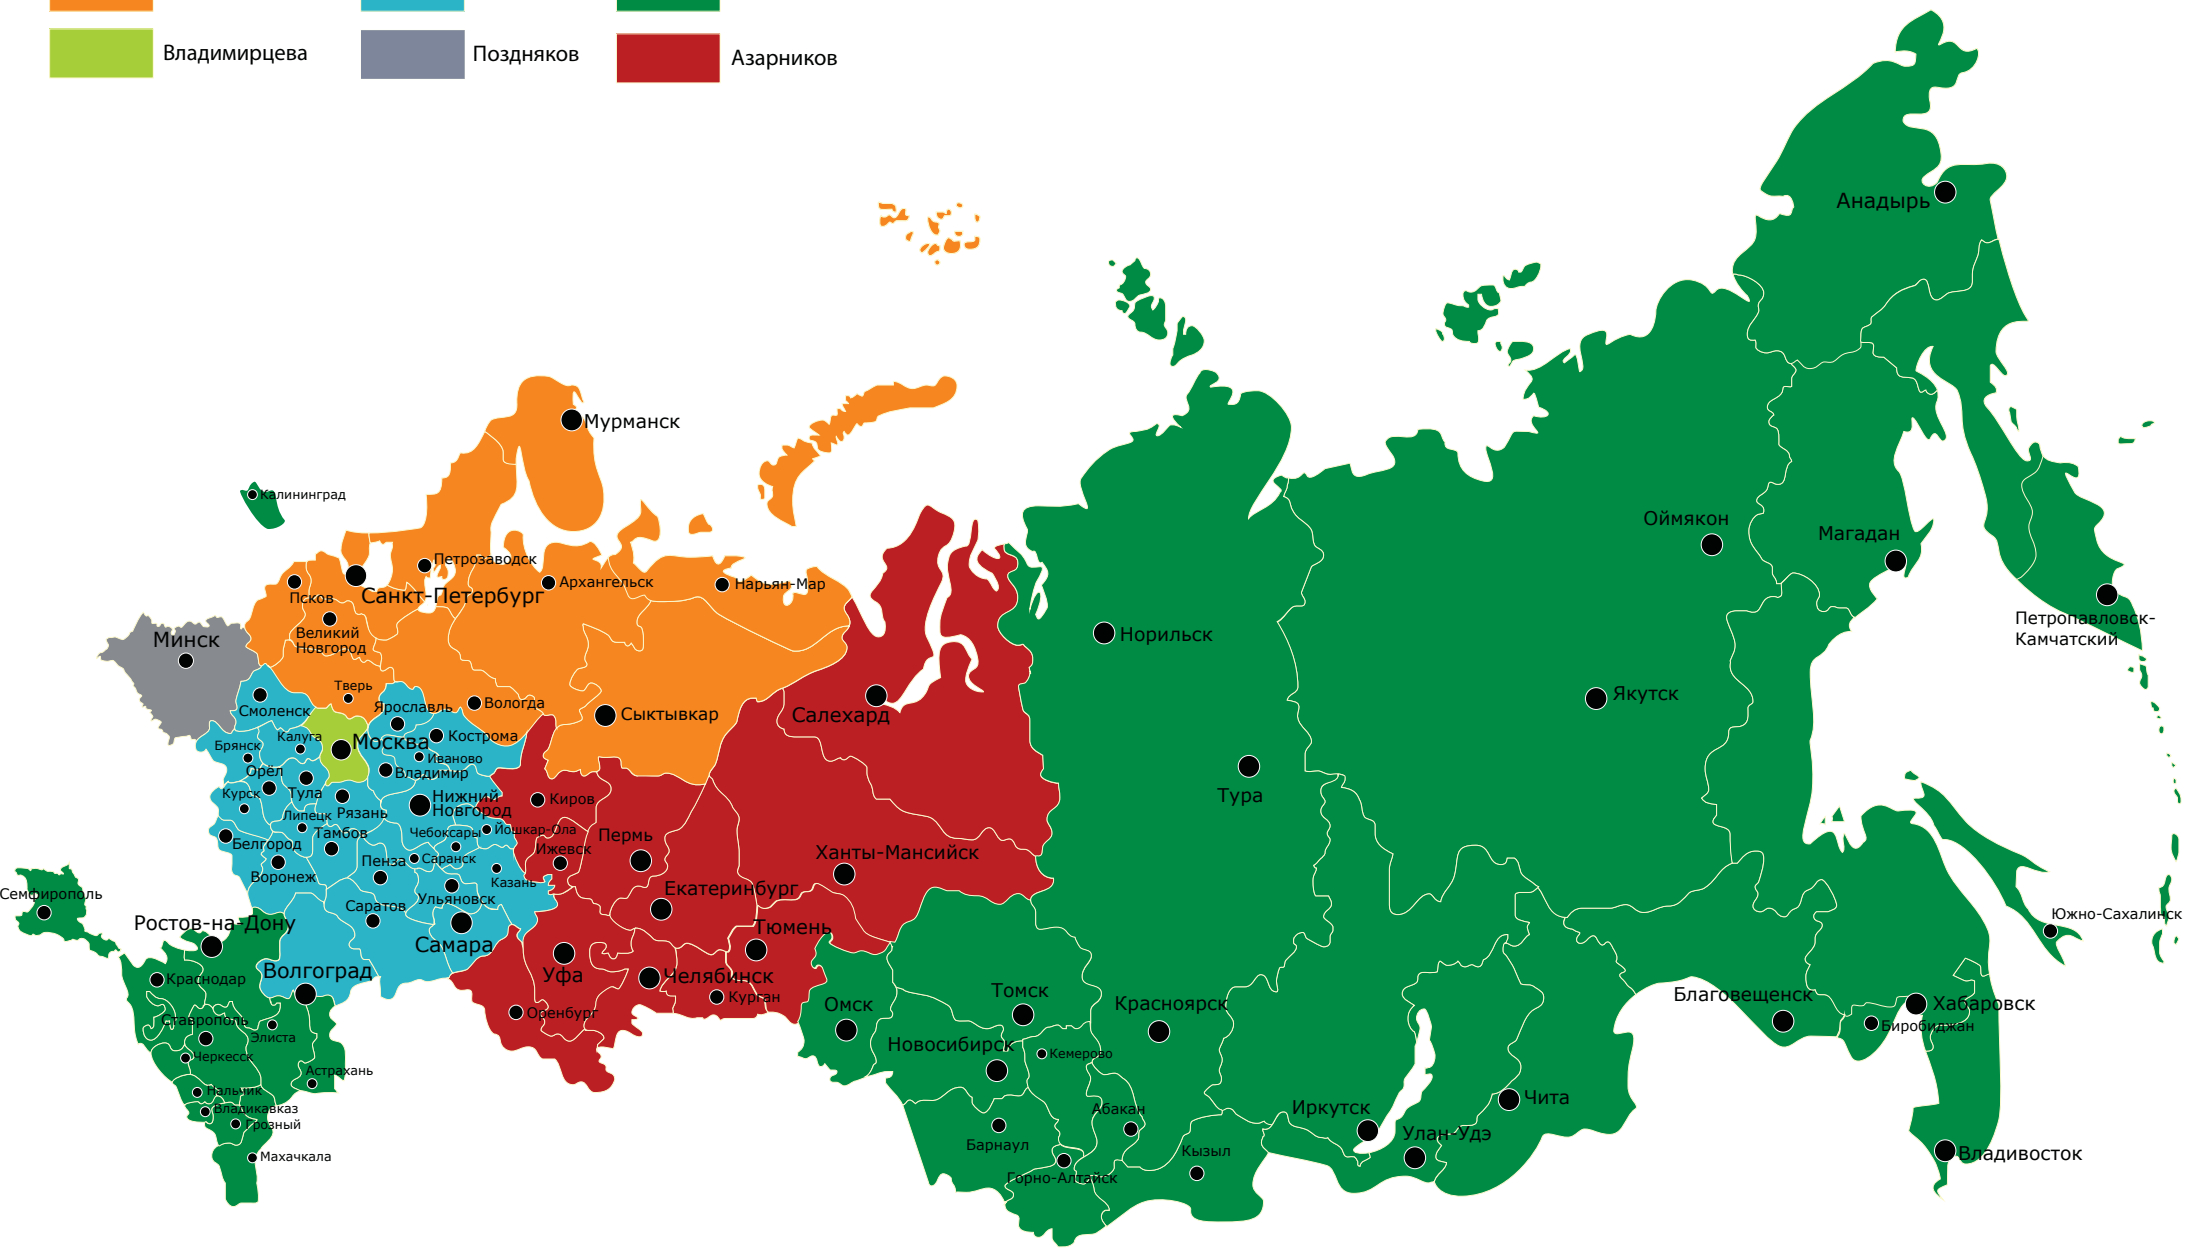 Владимирцева
Поздняков
Азарников
Анадырь
Мурманск
Калининград
Оймякон
Магадан
Петрозаводск
Архангельск
Нарьян-Мар
Псков
Санкт-Петербург
Великий
Новгород
Минск
Норильск
Петропавловск-
Камчатский
Тверь
Смоленск
Ярославль
Вологда
Сыктывкар
Салехард
Якутск
Брянск
Калуга
Москва
Кострома
Иваново
Орёл
Владимир
Курск
Тула
Рязань
Нижний
Новгород
Киров
Тура
Липецк
Тамбов
Чебоксары
Йошкар-Ола
Пермь
Белгород
Пенза
Саранск
Ижевск
Ханты-Мансийск
Воронеж
Казань
Екатеринбург
Семфирополь
Ульяновск
Саратов
Ростов-на-Дону
Самара
Тюмень
Южно-Сахалинск
Волгоград
Уфа
Челябинск
Краснодар
Курган
Омск
Томск
Красноярск
Благовещенск
Хабаровск
Оренбург
Ставрополь
Элиста
Биробиджан
Новосибирск
Кемерово
Черкесск
Астрахань
Нальчик
Владикавказ
Грозный
Абакан
Иркутск
Чита
Барнаул
Улан-Удэ
Махачкала
Кызыл
Владивосток
Горно-Алтайск